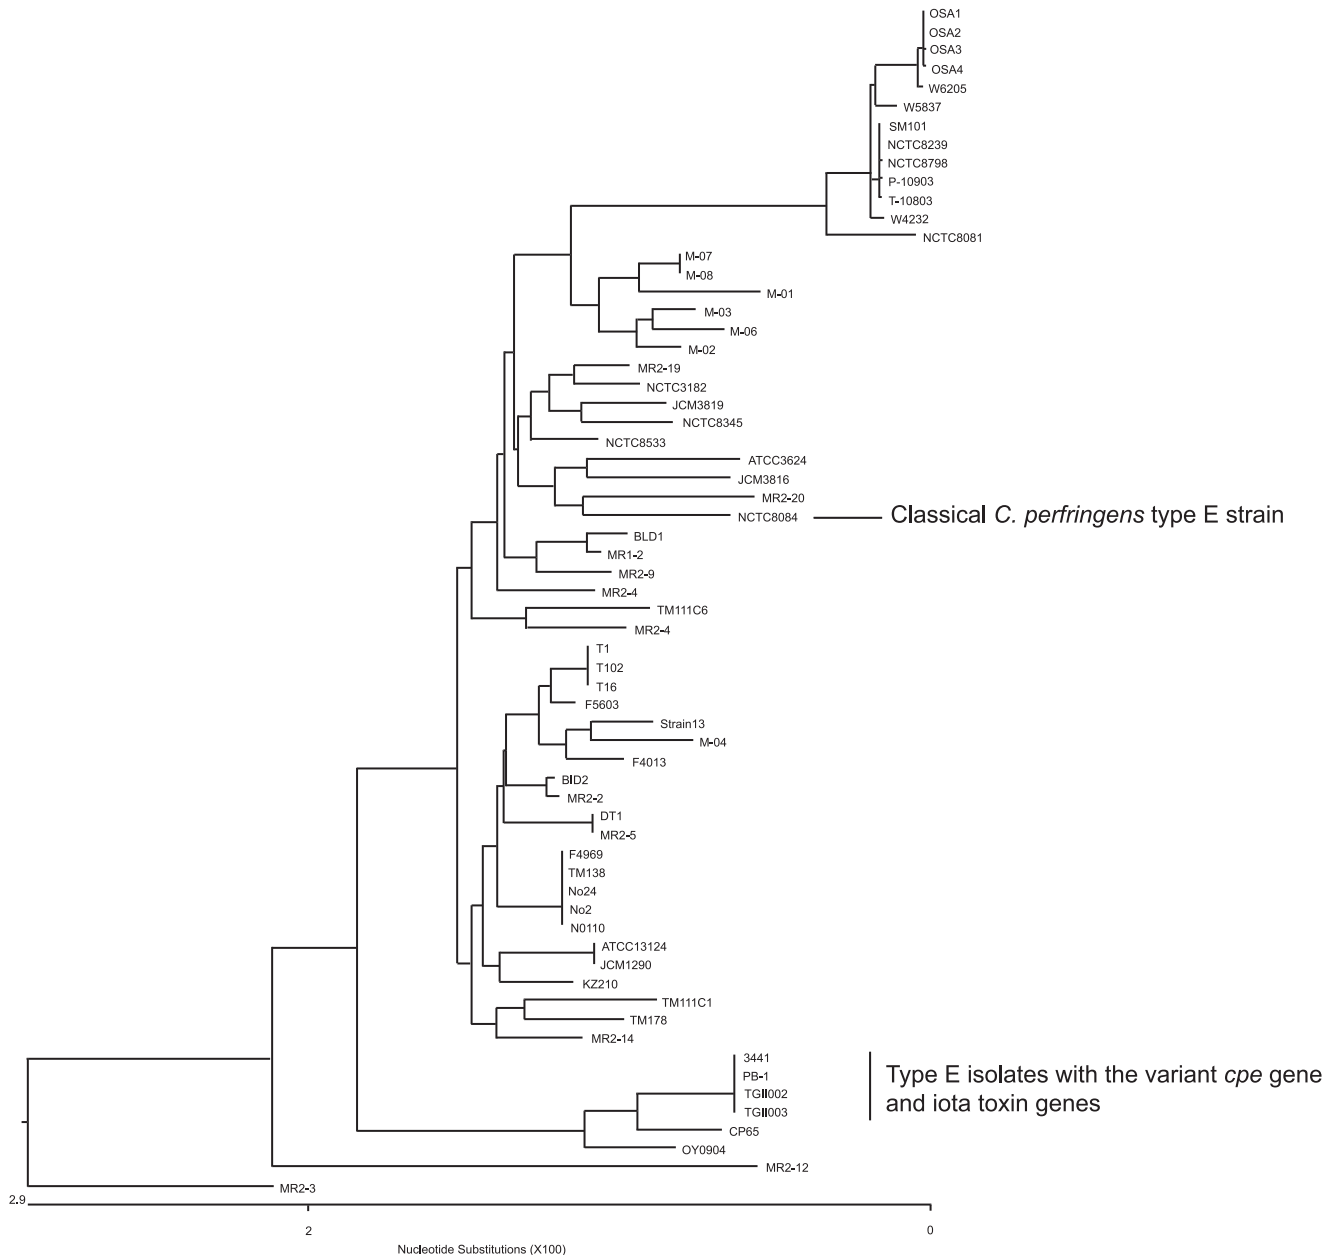 OSA1
OSA2
OSA3
OSA4
W6205
W5837
SM101
NCTC8239
NCTC8798
P-10903
T-10803
W4232
NCTC8081
M-07
M-08
M-01
M-03
M-06
M-02
MR2-19
NCTC3182
JCM3819
NCTC8345
NCTC8533
ATCC3624
JCM3816
MR2-20
NCTC8084
Classical C. perfringens type E strain
BLD1
MR1-2
MR2-9
MR2-4
TM111C6
MR2-4
T1
T102
T16
F5603
Strain13
M-04
F4013
BID2
MR2-2
DT1
MR2-5
F4969
TM138
No24
No2
N0110
ATCC13124
JCM1290
KZ210
TM111C1
TM178
MR2-14
3441
PB-1
TGII002
TGII003
Type E isolates with the variant cpe gene
and iota toxin genes
CP65
OY0904
MR2-12
MR2-3
2.9
2
0
Nucleotide Substitutions (X100)